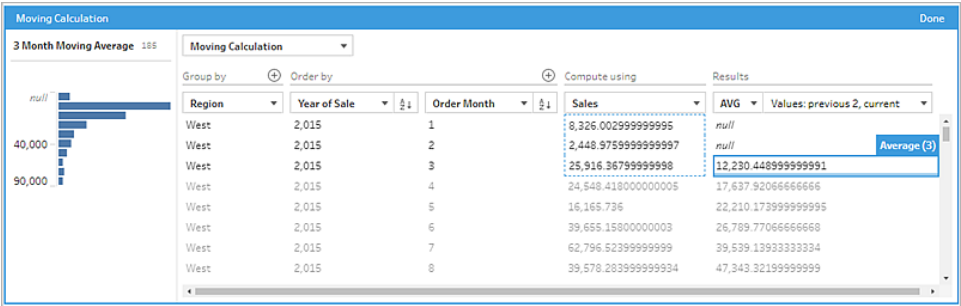 Moving Calculation Done
3 Month Moving Average 185
Moving Calculation
Group by Order by Compute using Results
null
Region Year of Sale Order Month Sales AVG Values: previous 2, current
West 2,015 1 8,326.002999999995 null
West 2,015 2 2,448.9759999999997 null
40,000 Average (3)
West 2,015 3 25,916.36799999998 12,230.448999999991
90,000
West 2,015 4 24,548.418000000005 17,637.92066666666
West 2,015 5 16,165.736 22,210.173999999995
West 2,015 6 39,655.15800000003 26,789.77066666668
West 2,015 7 62,796.52399999999 39,539.13933333334
West 2,015 8 39,578.283999999934 47,343.32199999999